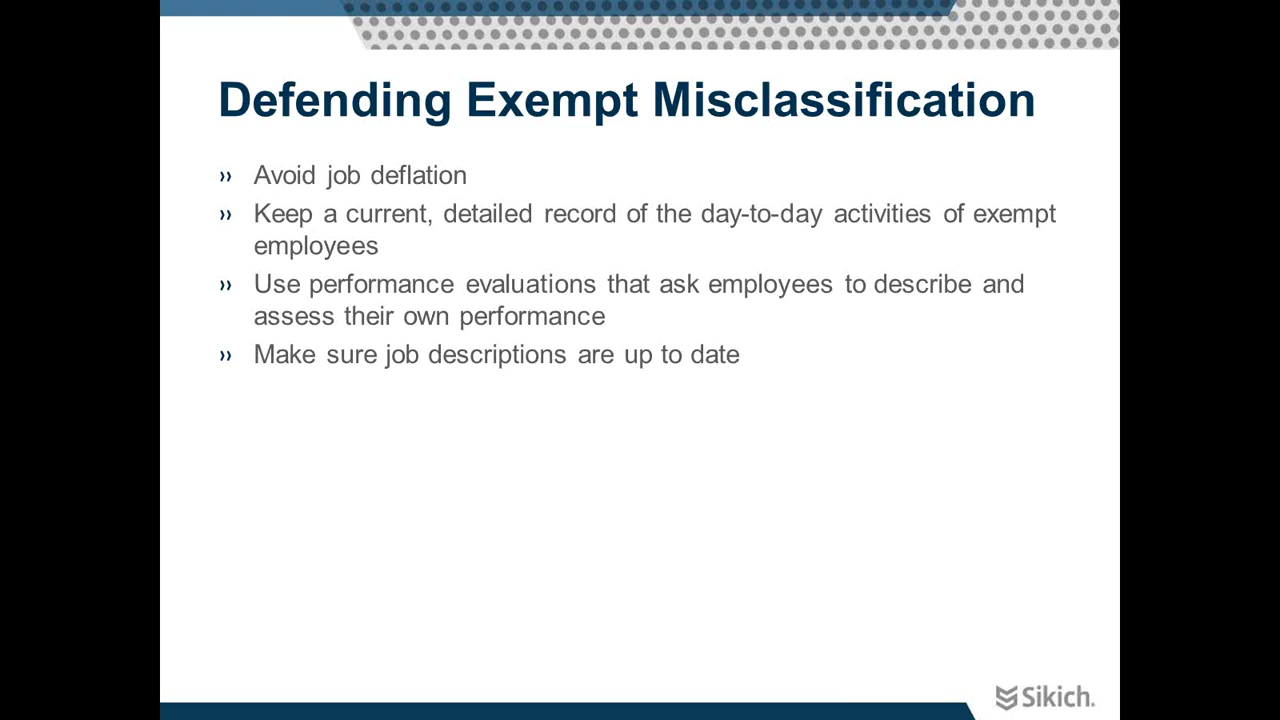 Defending Exempt Misclassification
›› Avoid job deflation
›› Keep a current, detailed record of the day-to-day activities of exempt
employees
›› Use performance evaluations that ask employees to describe and
assess their own performance
›› Make sure job descriptions are up to date
Sikich.